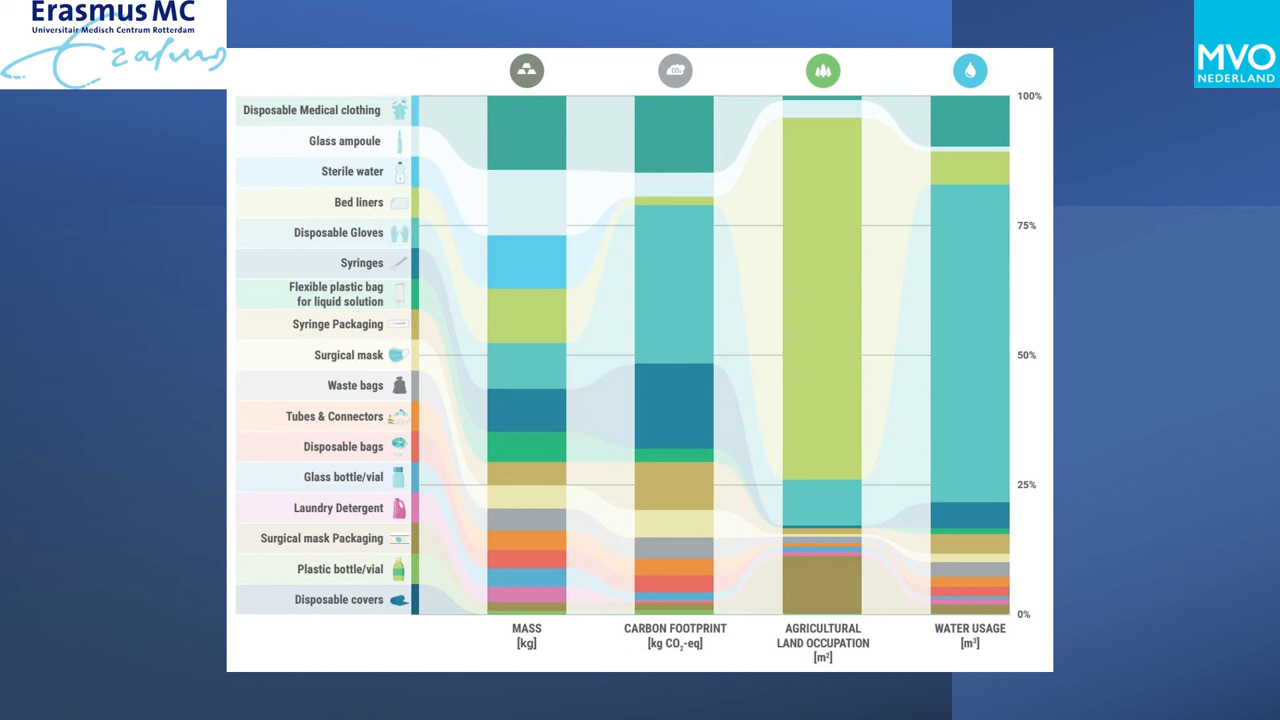 Erasmus MC
Universitair Medisch Centrum Rotterdam
Erasmus
MVO
NEDERLAND
CO₂
100%
Disposable Medical clothing
Glass ampoule
Sterile water
Bed liners
75%
Disposable Gloves
Syringes
Flexible plastic bag
for liquid solution
Syringe Packaging
50%
Surgical mask
Waste bags
Tubes & Connectors
Disposable bags
25%
Glass bottle/vial
Laundry Detergent
Surgical mask Packaging
Plastic bottle/vial
Disposable covers
0%
MASS
[kg]
CARBON FOOTPRINT
[kg CO₂-eq]
AGRICULTURAL
LAND OCCUPATION
[m²]
WATER USAGE
[m³]